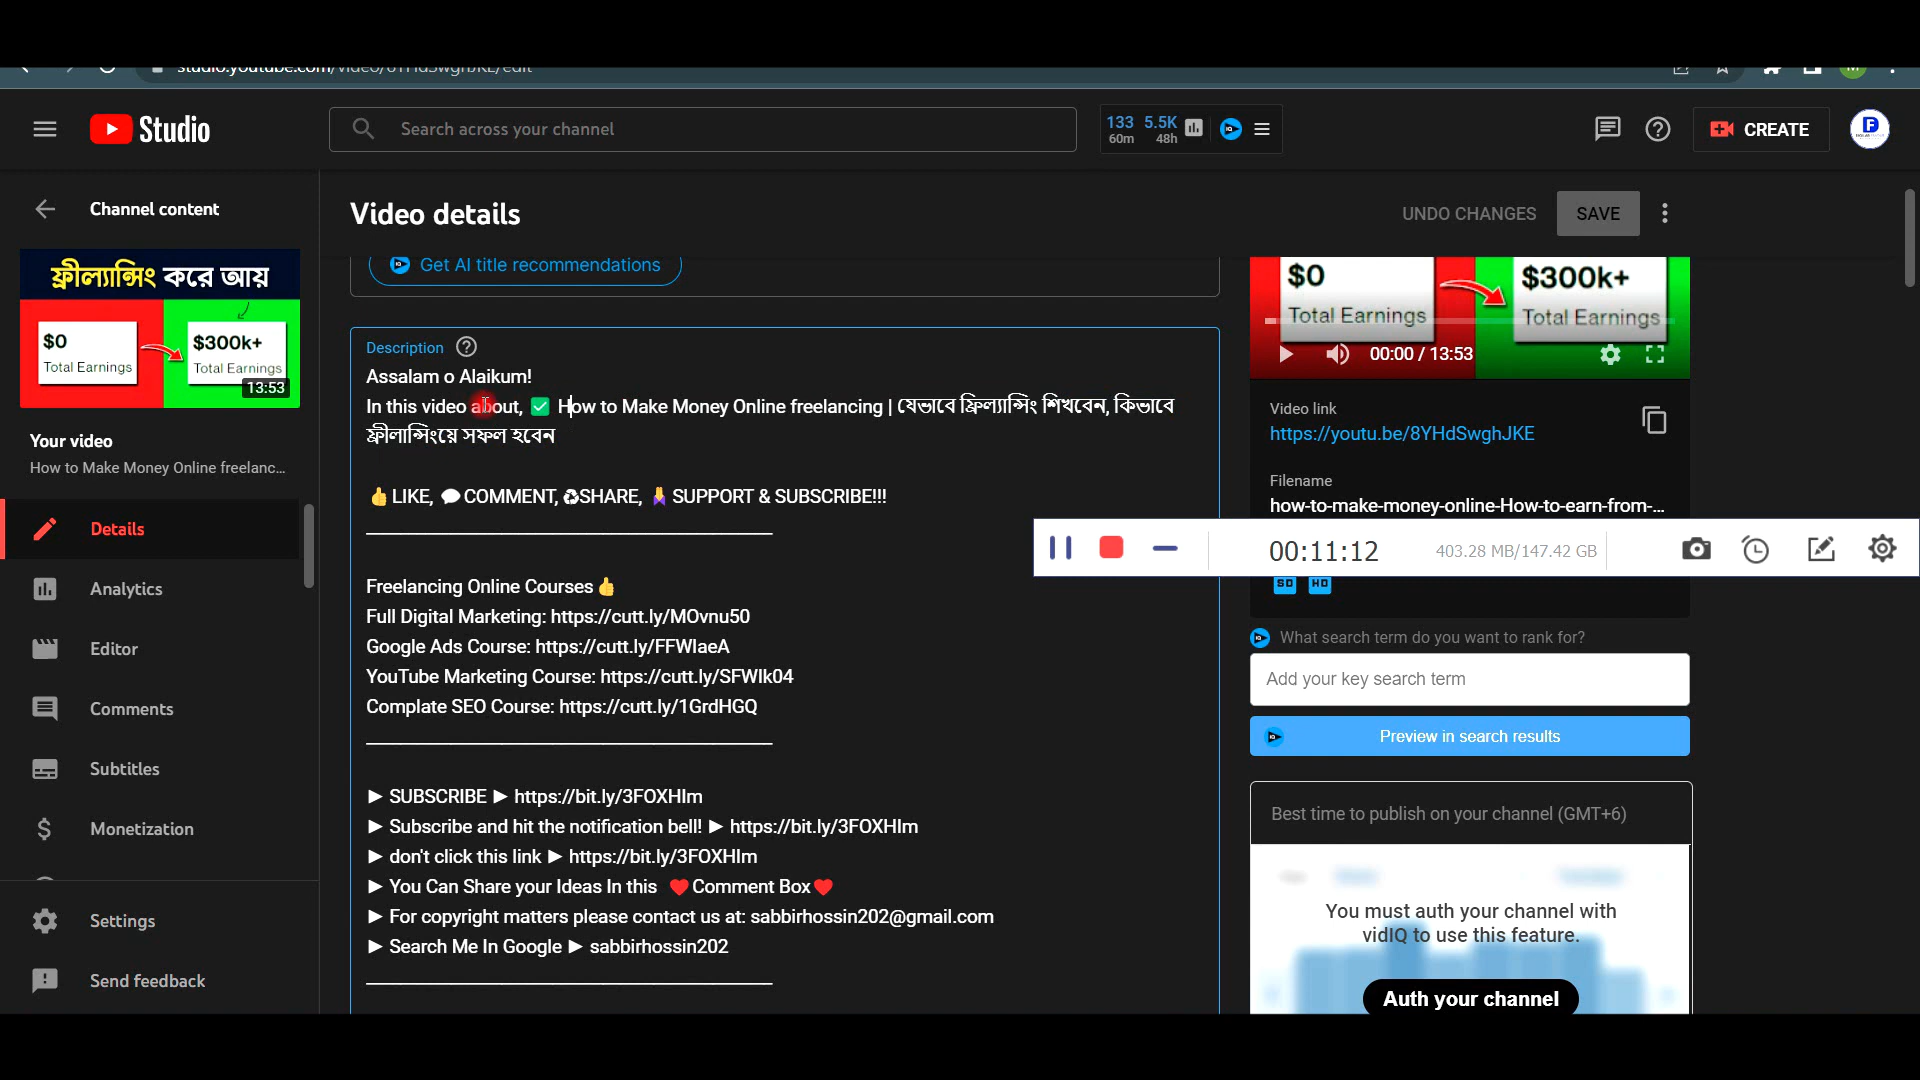 Studio
Search across your channel
133 5.5K
60m 48h
CREATE
Channel content
Video details
UNDO CHANGES
SAVE
ফ্রীল্যান্সিং করে আয়
$0
Total Earnings
$300k+
Total Earnings
13:53
Your video
How to Make Money Online freelanc...
Details
Analytics
Editor
Comments
Subtitles
Monetization
Settings
Send feedback
Get AI title recommendations
Description
Assalam o Alaikum!
In this video about, ✅ How to Make Money Online freelancing | যেভাবে ফ্রিল্যান্সিং শিখবেন, কিভাবে
ফ্রীলান্সিংয়ে সফল হবেন
👍LIKE, 💬COMMENT, ♻SHARE, 🙏 SUPPORT & SUBSCRIBE!!!
Freelancing Online Courses👍
Full Digital Marketing: https://cutt.ly/MOvnu50
Google Ads Course: https://cutt.ly/FFWlaeA
YouTube Marketing Course: https://cutt.ly/SFWlk04
Complate SEO Course: https://cutt.ly/1GrdHGQ
► SUBSCRIBE ► https://bit.ly/3FOXHIm
► Subscribe and hit the notification bell! ► https://bit.ly/3FOXHIm
► don't click this link ► https://bit.ly/3FOXHIm
► You Can Share your Ideas In this ❤️Comment Box❤️
► For copyright matters please contact us at: sabbirhossin202@gmail.com
► Search Me In Google ► sabbirhossin202
$0
Total Earnings
$300k+
Total Earnings
00:00 / 13:53
Video link
https://youtu.be/8YHdSwghJKE
Filename
how-to-make-money-online-How-to-earn-from-...
00:11:12
403.28 MB/147.42 GB
SD HD
What search term do you want to rank for?
Add your key search term
Preview in search results
Best time to publish on your channel (GMT+6)
You must auth your channel with
vidIQ to use this feature.
Auth your channel